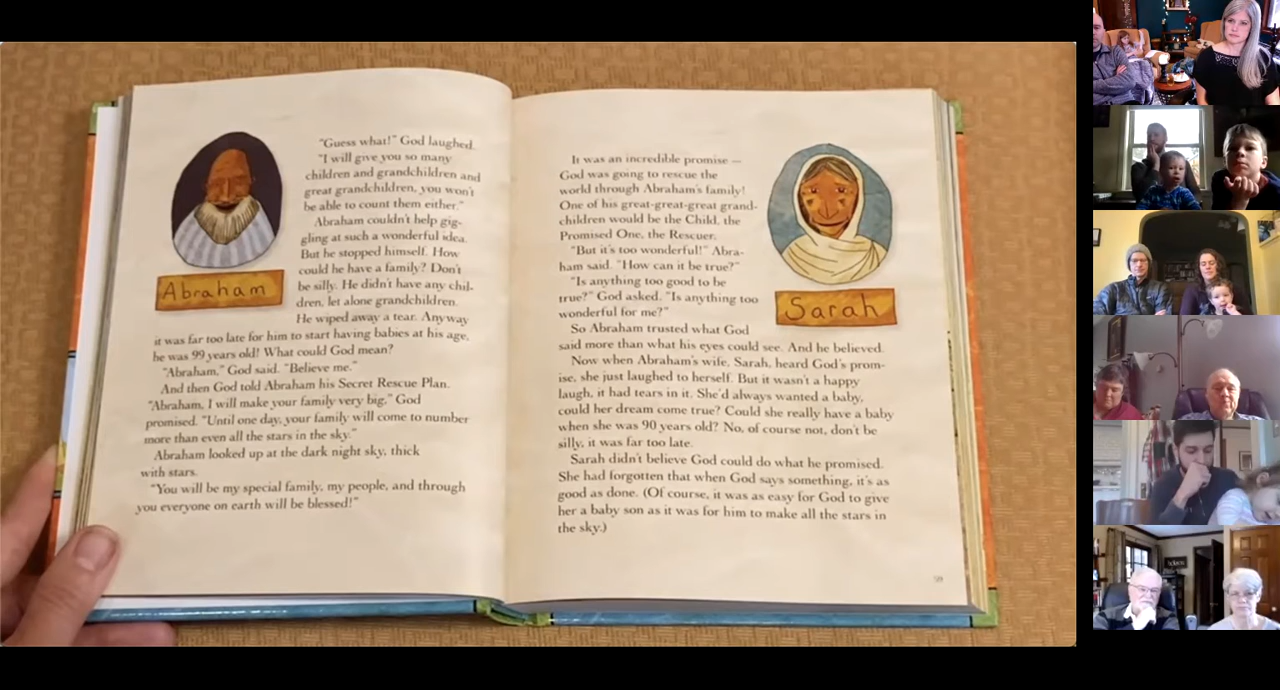 "Guess what!" God laughed.
"I will give you so many
children and grandchildren and
great grandchildren, you won't
be able to count them either."
Abraham couldn't help gig-
gling at such a wonderful idea.
But he stopped himself. How
could he have a family? Don't
be silly. He didn't have any chil-
dren, let alone grandchildren.
He wiped away a tear. Anyway
Abraham
it was far too late for him to start having babies at his age,
he was 99 years old! What could God mean?
"Abraham," God said. "Believe me."
And then God told Abraham his Secret Rescue Plan.
"Abraham, I will make your family very big," God
promised. "Until one day, your family will come to number
more than even all the stars in the sky."
Abraham looked up at the dark night sky, thick
with stars.
"You will be my special family, my people, and through
you everyone on earth will be blessed!"
It was an incredible promise —
God was going to rescue the
world through Abraham's family!
One of his great-great-great grand-
children would be the Child, the
Promised One, the Rescuer.
"But it's too wonderful!" Abra-
ham said. "How can it be true?"
"Is anything too good to be
true?" God asked. "Is anything too
wonderful for me?"
Sarah
So Abraham trusted what God
said more than what his eyes could see. And he believed.
Now when Abraham's wife, Sarah, heard God's prom-
ise, she just laughed to herself. But it wasn't a happy
laugh, it had tears in it. She'd always wanted a baby,
could her dream come true? Could she really have a baby
when she was 90 years old? No, of course not, don't be
silly, it was far too late.
Sarah didn't believe God could do what he promised.
She had forgotten that when God says something, it's as
good as done. (Of course, it was as easy for God to give
her a baby son as it was for him to make all the stars in
the sky.)
59